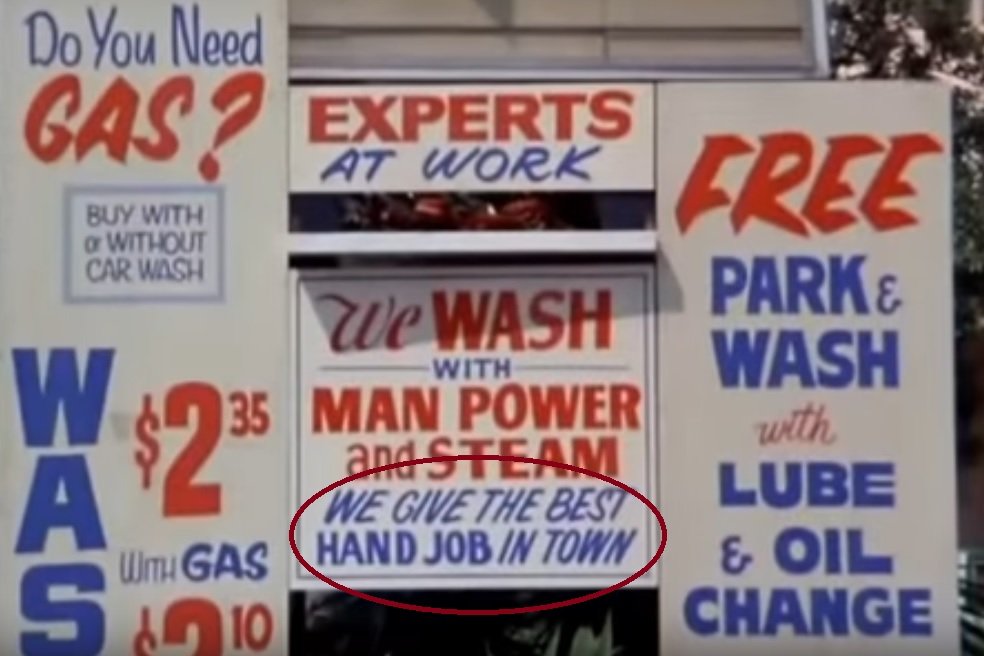 Do You Need
GAS?
BUY WITH
or WITHOUT
CAR WASH
WAS
$2 35
WITH GAS
$2 10
EXPERTS
AT WORK
We WASH
WITH
MAN POWER
and STEAM
WE GIVE THE BEST
HAND JOB IN TOWN
FREE
PARK &
WASH
with
LUBE
& OIL
CHANGE